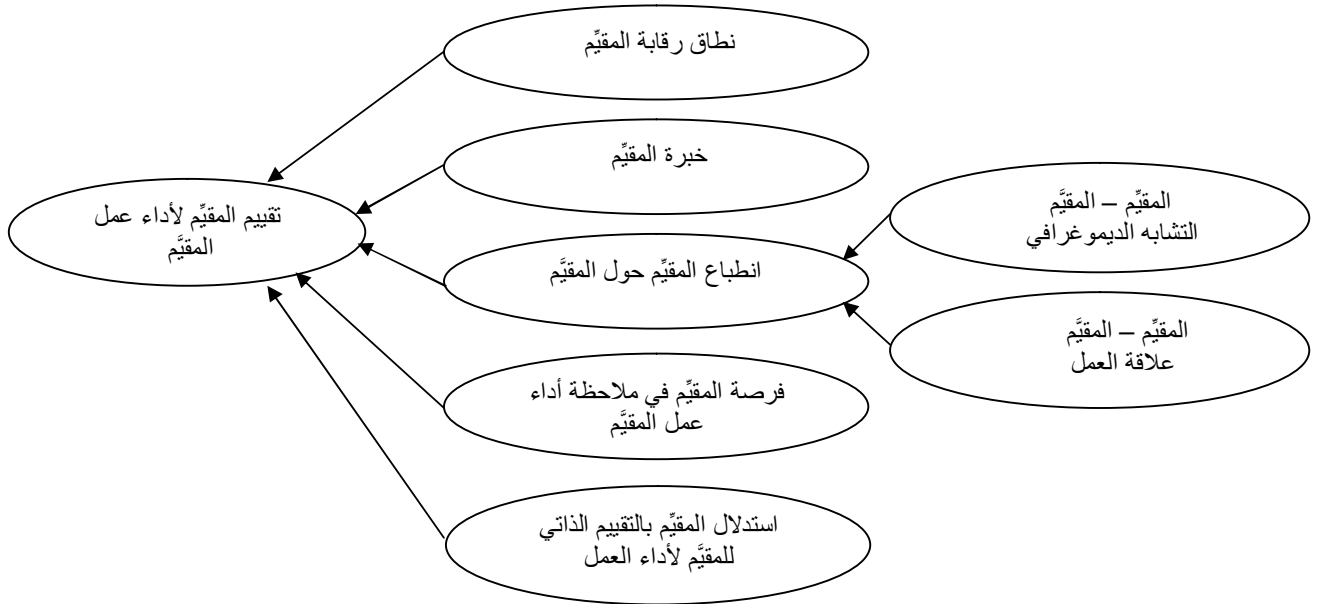 نطاق رقابة المقيِّم
خبرة المقيِّم
المقيِّم – المقيَّم
التشابه الديموغرافي
تقييم المقيِّم لأداء عمل
المقيَّم
انطباع المقيِّم حول المقيَّم
المقيِّم – المقيَّم
علاقة العمل
فرصة المقيِّم في ملاحظة أداء
عمل المقيَّم
استدلال المقيِّم بالتقييم الذاتي
للمقيَّم لأداء العمل